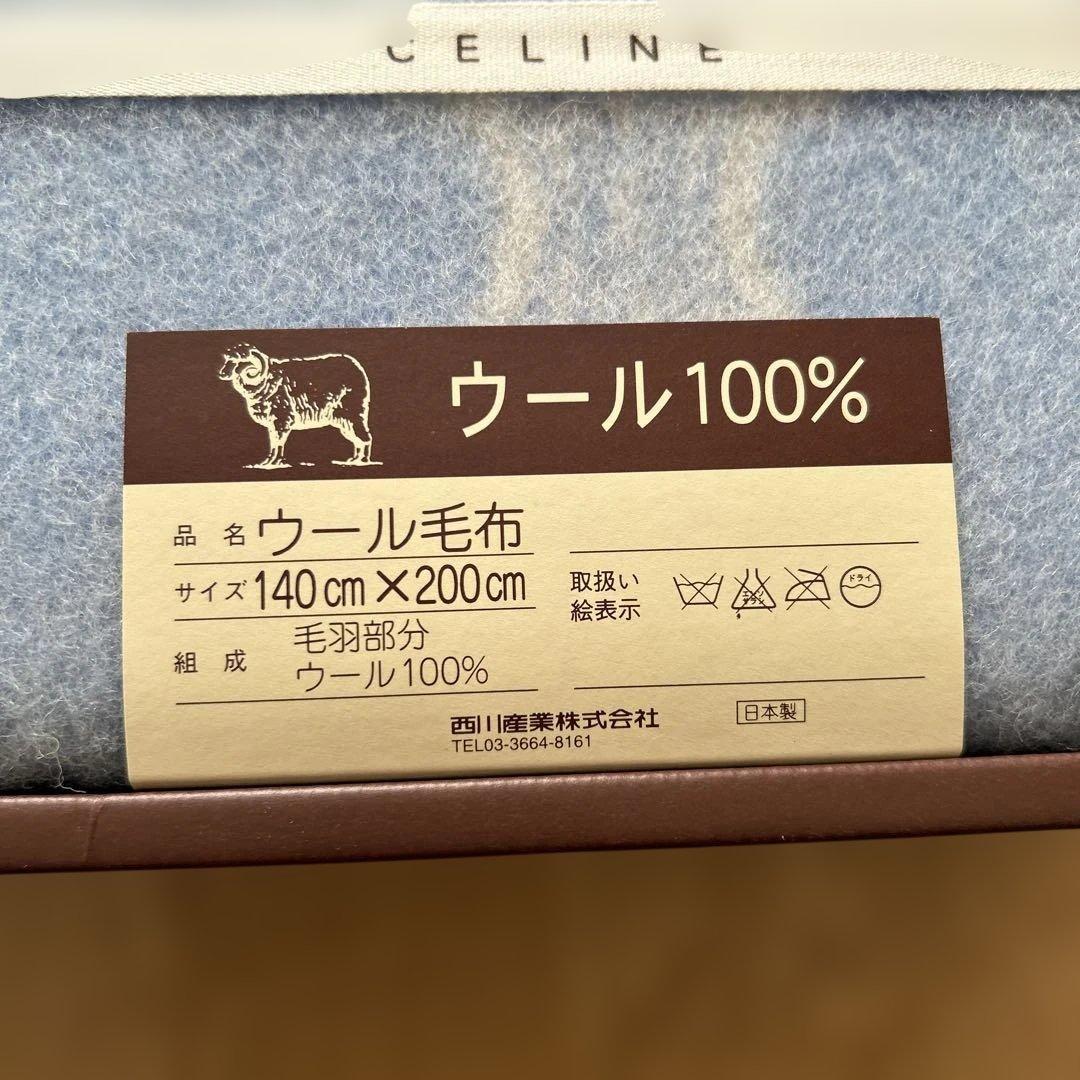 CELINE
ウール100%
品名 ウール毛布
サイズ 140cm×200cm
組成 毛羽部分
ウール100%
取扱い
絵表示
ドライ
西川産業株式会社
TEL03-3664-8161
日本製